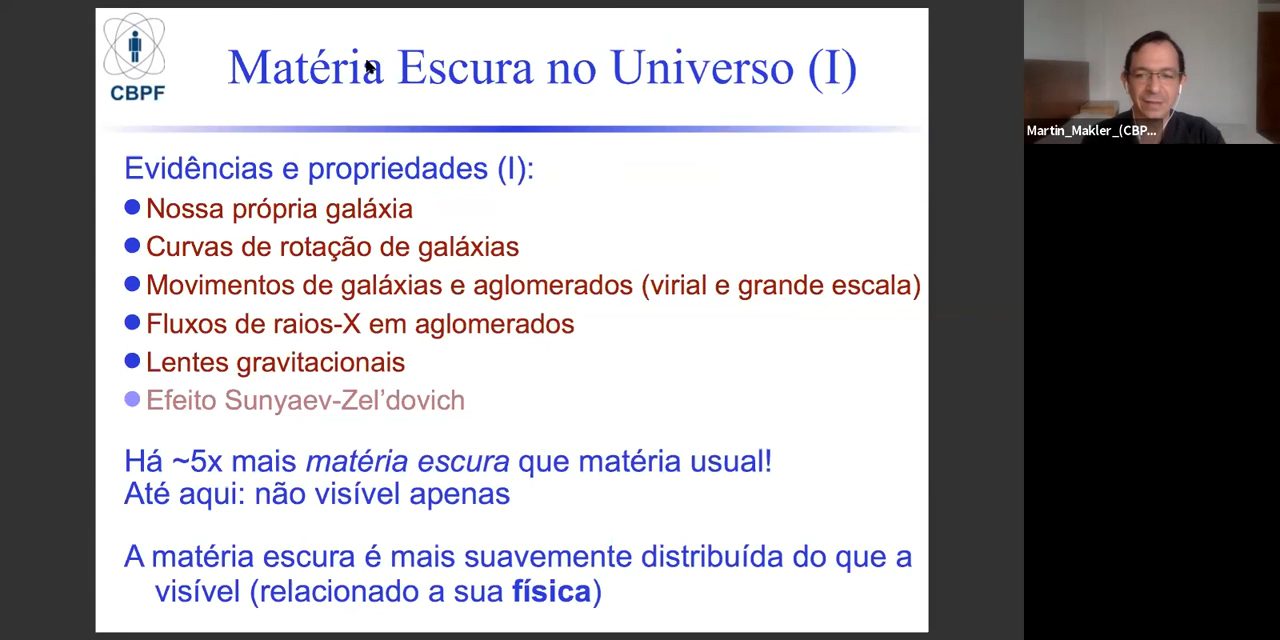 CBPF
Matéria Escura no Universo (I)
Evidências e propriedades (I):
Nossa própria galáxia
Curvas de rotação de galáxias
Movimentos de galáxias e aglomerados (virial e grande escala)
Fluxos de raios-X em aglomerados
Lentes gravitacionais
Efeito Sunyaev-Zel’dovich
Há ~5x mais matéria escura que matéria usual!
Até aqui: não visível apenas
A matéria escura é mais suavemente distribuída do que a
visível (relacionado a sua física)
Martin_Makler_(CBP...